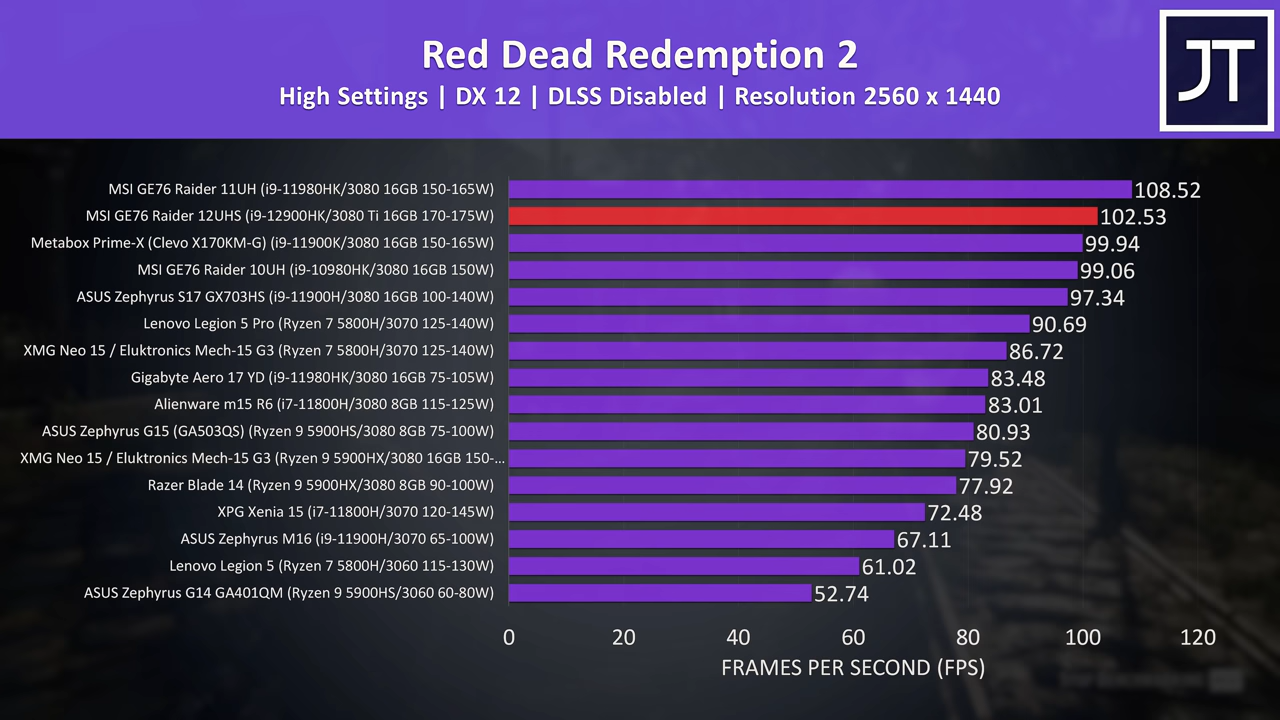 Red Dead Redemption 2
High Settings | DX 12 | DLSS Disabled | Resolution 2560 x 1440
JT
MSI GE76 Raider 11UH (i9-11980HK/3080 16GB 150-165W) 108.52
MSI GE76 Raider 12UHS (i9-12900HK/3080 Ti 16GB 170-175W) 102.53
Metabox Prime-X (Clevo X170KM-G) (i9-11900K/3080 16GB 150-165W) 99.94
MSI GE76 Raider 10UH (i9-10980HK/3080 16GB 150W) 99.06
ASUS Zephyrus S17 GX703HS (i9-11900H/3080 16GB 100-140W) 97.34
Lenovo Legion 5 Pro (Ryzen 7 5800H/3070 125-140W) 90.69
XMG Neo 15 / Eluktronics Mech-15 G3 (Ryzen 7 5800H/3070 125-140W) 86.72
Gigabyte Aero 17 YD (i9-11980HK/3080 16GB 75-105W) 83.48
Alienware m15 R6 (i7-11800H/3080 8GB 115-125W) 83.01
ASUS Zephyrus G15 (GA503QS) (Ryzen 9 5900HS/3080 8GB 75-100W) 80.93
XMG Neo 15 / Eluktronics Mech-15 G3 (Ryzen 9 5900HX/3080 16GB 150-... 79.52
Razer Blade 14 (Ryzen 9 5900HX/3080 8GB 90-100W) 77.92
XPG Xenia 15 (i7-11800H/3070 120-145W) 72.48
ASUS Zephyrus M16 (i9-11900H/3070 65-100W) 67.11
Lenovo Legion 5 (Ryzen 7 5800H/3060 115-130W) 61.02
ASUS Zephyrus G14 GA401QM (Ryzen 9 5900HS/3060 60-80W) 52.74
0 20 40 60 80 100 120
FRAMES PER SECOND (FPS)